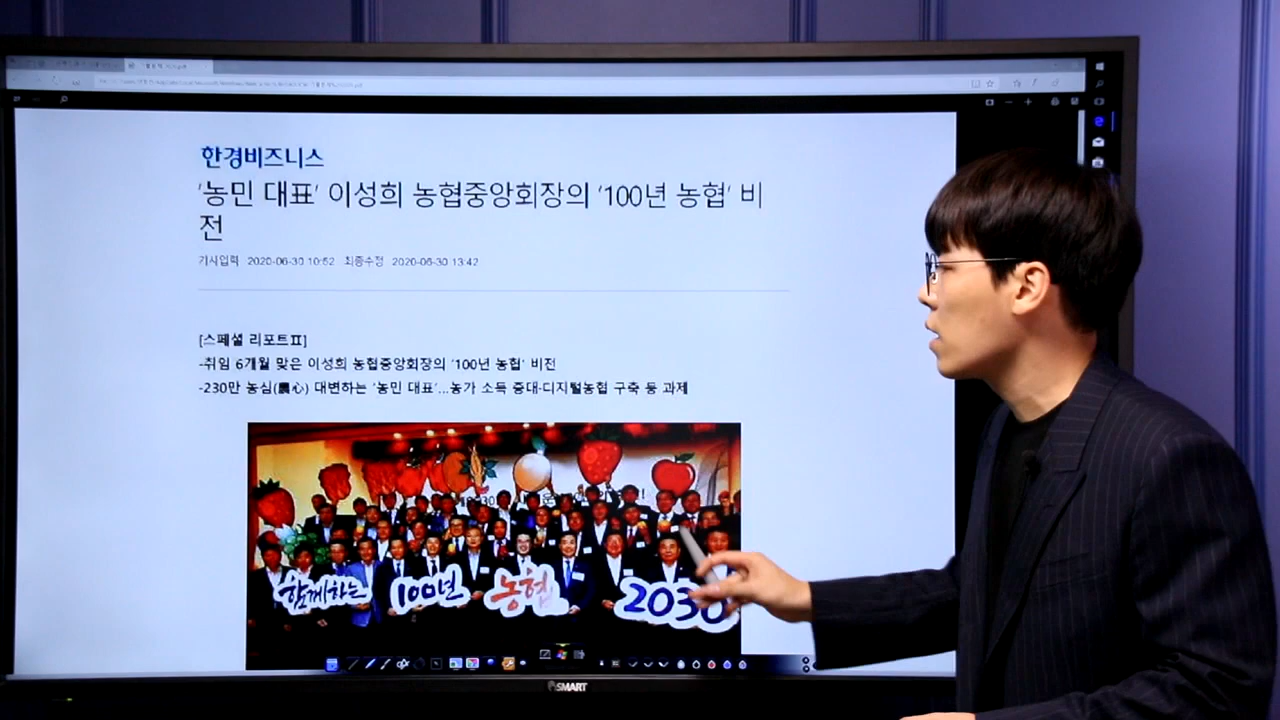 한경비즈니스
'농민 대표' 이성희 농협중앙회장의 '100년 농협' 비
전
기사입력 2020-06-30 10:52 최종수정 2020-06-30 13:42
[스페셜 리포트Ⅱ]
-취임 6개월 맞은 이성희 농협중앙회장의 '100년 농협' 비전
-230만 농심(農心) 대변하는 '농민 대표'...농가 소득 증대·디지털농협 구축 등 과제
함께하는 100년 농협 2030
SMART